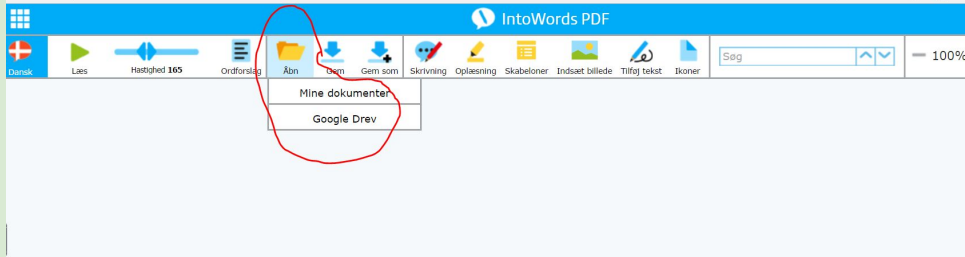 IntoWords PDF
Dansk Læs Hastighed 165 Ordforslag Åbn Gem Gem som Skrivning Oplæsning Skabeloner Indsæt billede Tilføj tekst Ikoner Søg 100%
Mine dokumenter
Google Drev